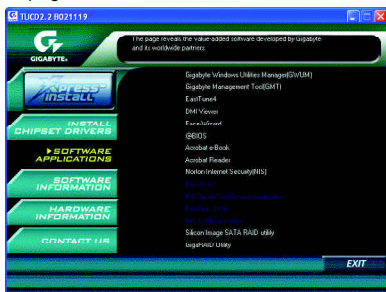 TUCD2.2 B021119
The page reveals the value-added software developed by Gigabyte
and its worldwide partners.
GIGABYTE
Xpress
INSTALL
Gigabyte Windows Utilities Manager(GWUM)
Gigabyte Management Tool(GMT)
EasyTune4
DMI Viewer
Face-Wizard
@BIOS
Acrobat e-Book
Acrobat Reader
Norton Internet Security(NIS)
Silicon Image SATA RAID utility
GigaRAID Utility
INSTALL
CHIPSET DRIVERS
SOFTWARE
APPLICATIONS
SOFTWARE
INFORMATION
HARDWARE
INFORMATION
CONTACT US
EXIT